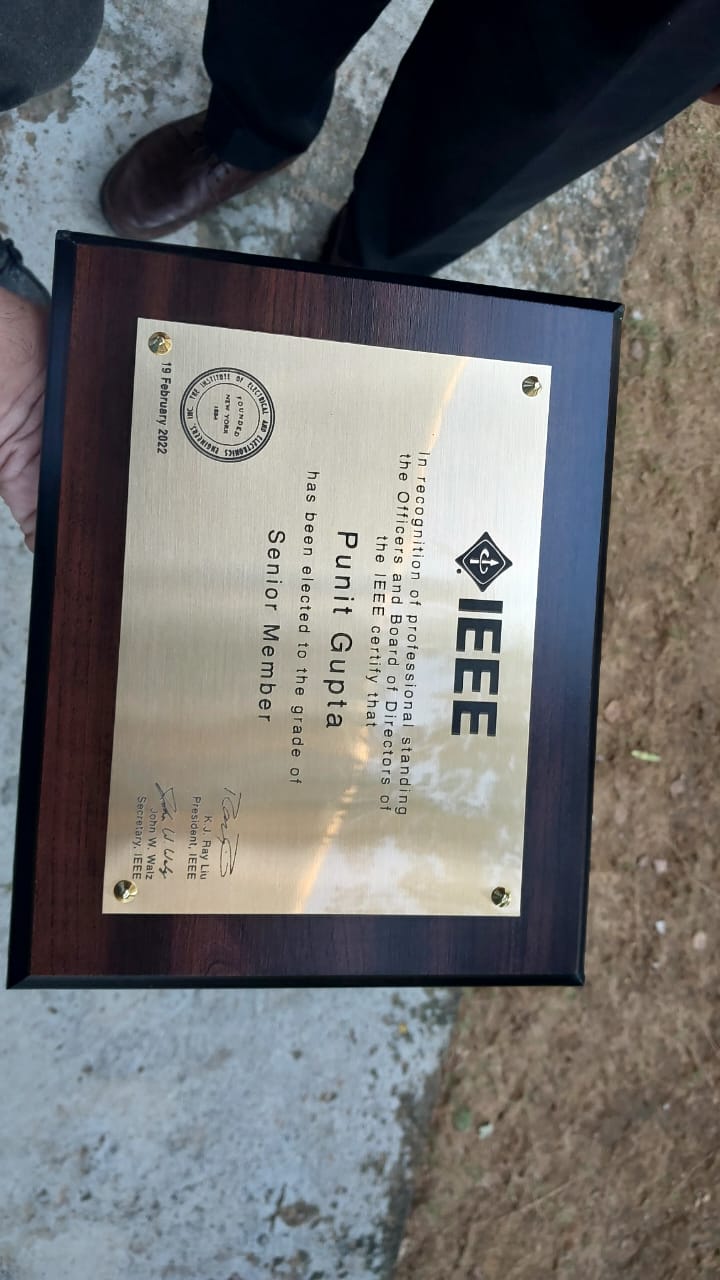 IEEE
In recognition of professional standing
the Officers and Board of Directors of
the IEEE certify that
Punit Gupta
has been elected to the grade of
Senior Member
THE INSTITUTE OF ELECTRICAL AND ELECTRONICS ENGINEERS, INC.
FOUNDED
NEW YORK
1884
19 February 2022
K.J. Ray Liu
President, IEEE
John W. Walz
Secretary, IEEE